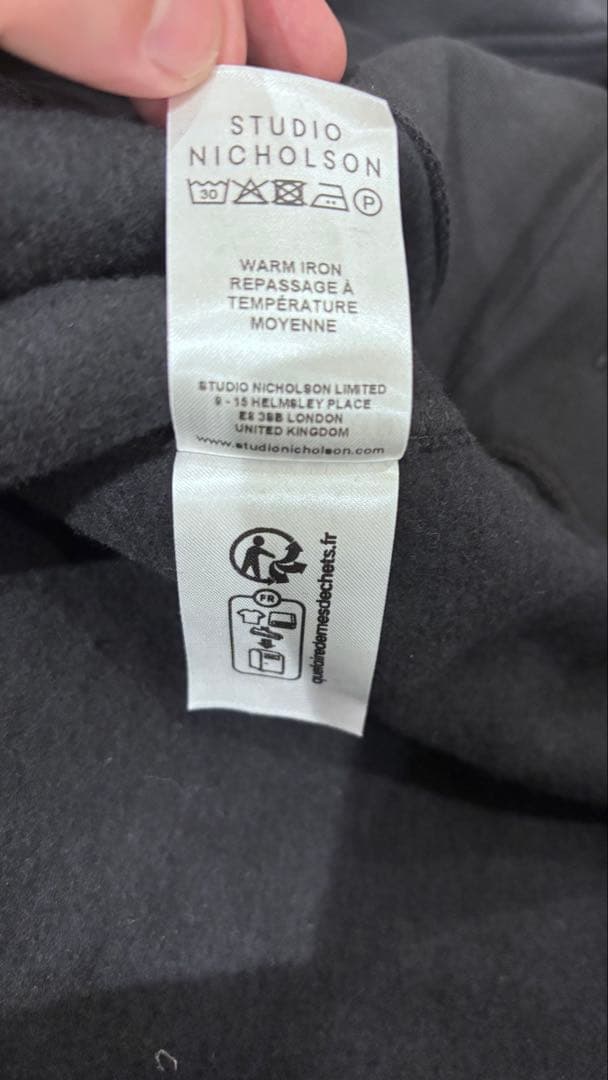 STUDIO
NICHOLSON
30 P
WARM IRON
REPASSAGE À
TEMPÉRATURE
MOYENNE
STUDIO NICHOLSON LIMITED
9 - 15 HELMSLEY PLACE
E8 3SB LONDON
UNITED KINGDOM
www.studionicholson.com
FR
quefairedemesdechets.fr